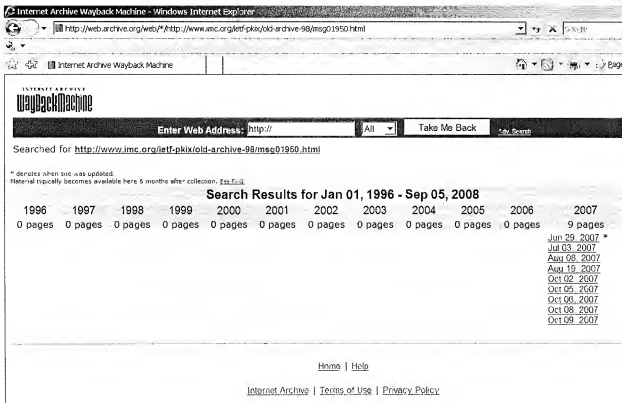 Internet Archive Wayback Machine - Windows Internet Explorer
http://web.archive.org/web/*/http://www.imc.org/ietf-pkix/old-archive-98/msg01950.html
Internet Archive Wayback Machine
Page
INTERNET ARCHIVE
WayBackMachine
Enter Web Address: http:// All Take Me Back Adv. Search
Searched for http://www.imc.org/ietf-pkix/old-archive-98/msg01950.html
* denotes when site was updated.
Material typically becomes available here 6 months after collection. See FAQ.
Search Results for Jan 01, 1996 - Sep 05, 2008
1996 1997 1998 1999 2000 2001 2002 2003 2004 2005 2006 2007
0 pages 0 pages 0 pages 0 pages 0 pages 0 pages 0 pages 0 pages 0 pages 0 pages 0 pages 9 pages
Jun 29, 2007 *
Jul 03, 2007
Aug 08, 2007
Aug 19, 2007
Oct 02, 2007
Oct 05, 2007
Oct 06, 2007
Oct 08, 2007
Oct 09, 2007
Home | Help
Internet Archive | Terms of Use | Privacy Policy